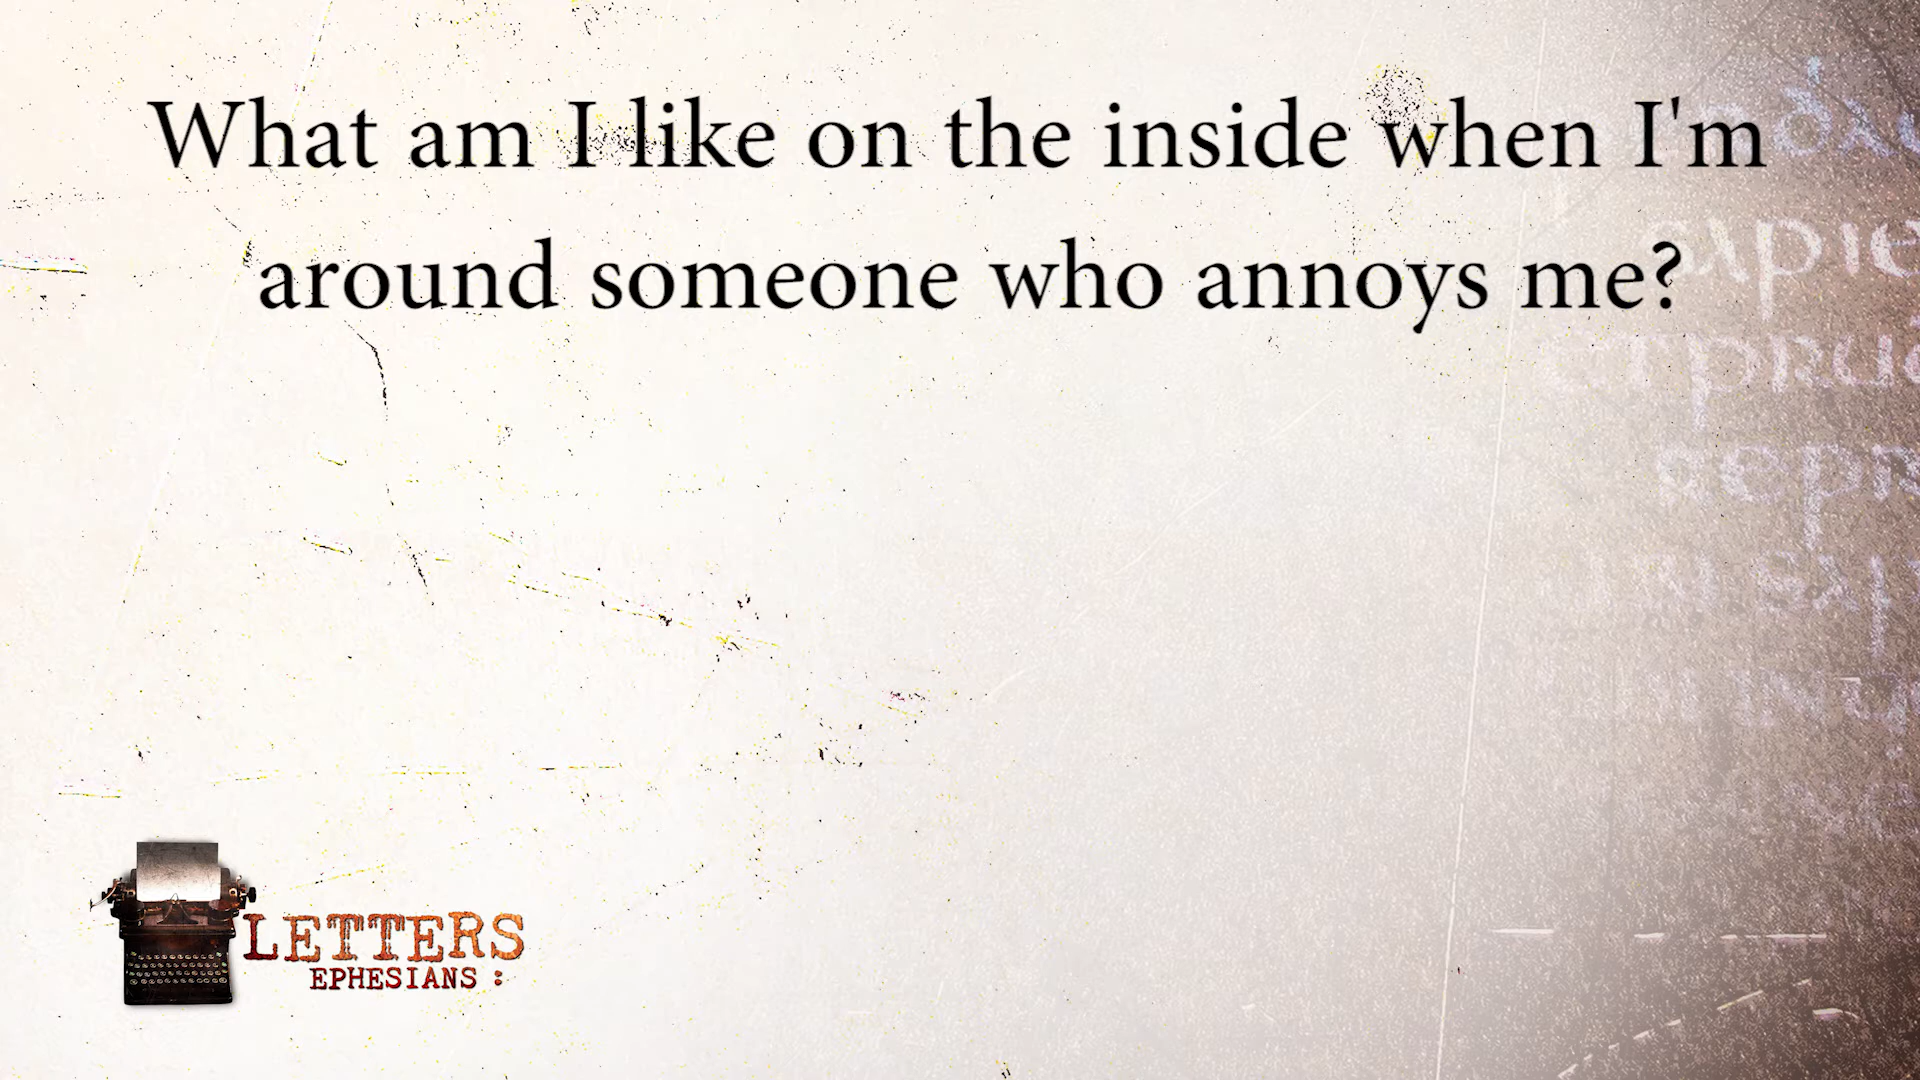 What am I like on the inside when I'm
around someone who annoys me?
LETTERS
EPHESIANS :